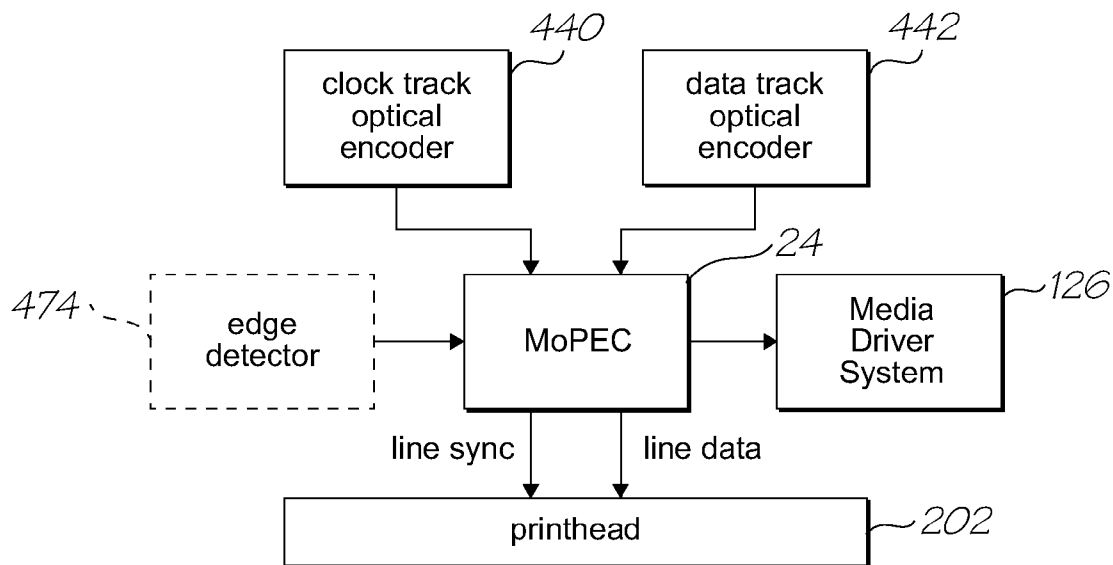 440
442
clock track
optical
encoder
data track
optical
encoder
24
474
edge
detector
MoPEC
126
Media
Driver
System
line sync
line data
printhead
202